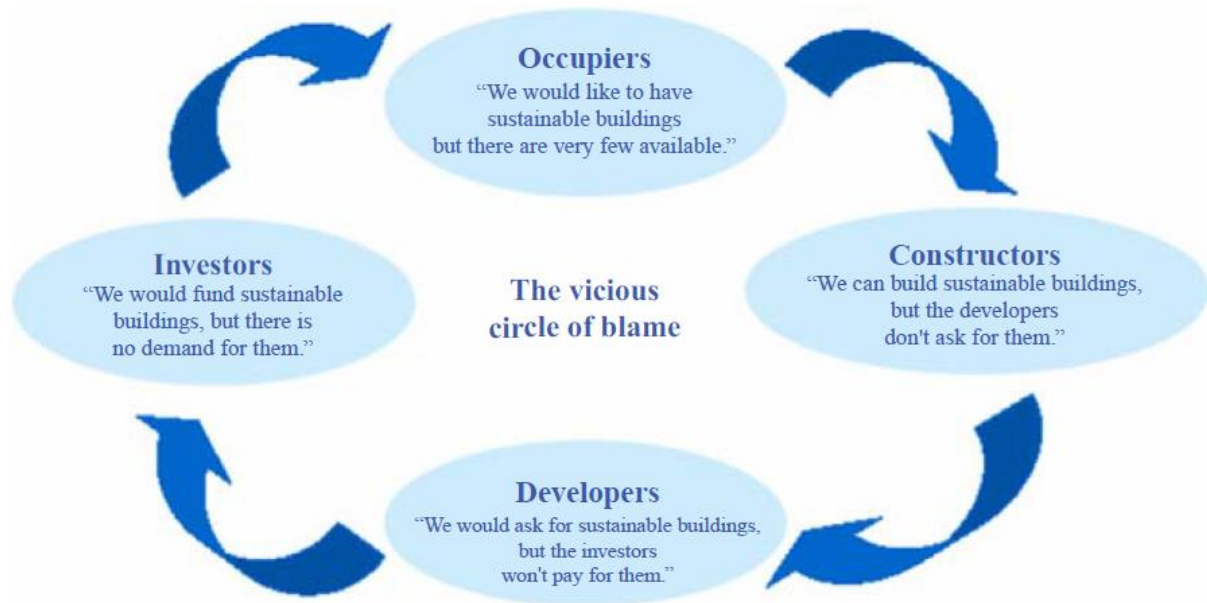 Occupiers
“We would like to have
sustainable buildings
but there are very few available.”
Investors
“We would fund sustainable
buildings, but there is
no demand for them.”
The vicious
circle of blame
Constructors
“We can build sustainable buildings,
but the developers
don't ask for them.”
Developers
“We would ask for sustainable buildings,
but the investors
won't pay for them.”